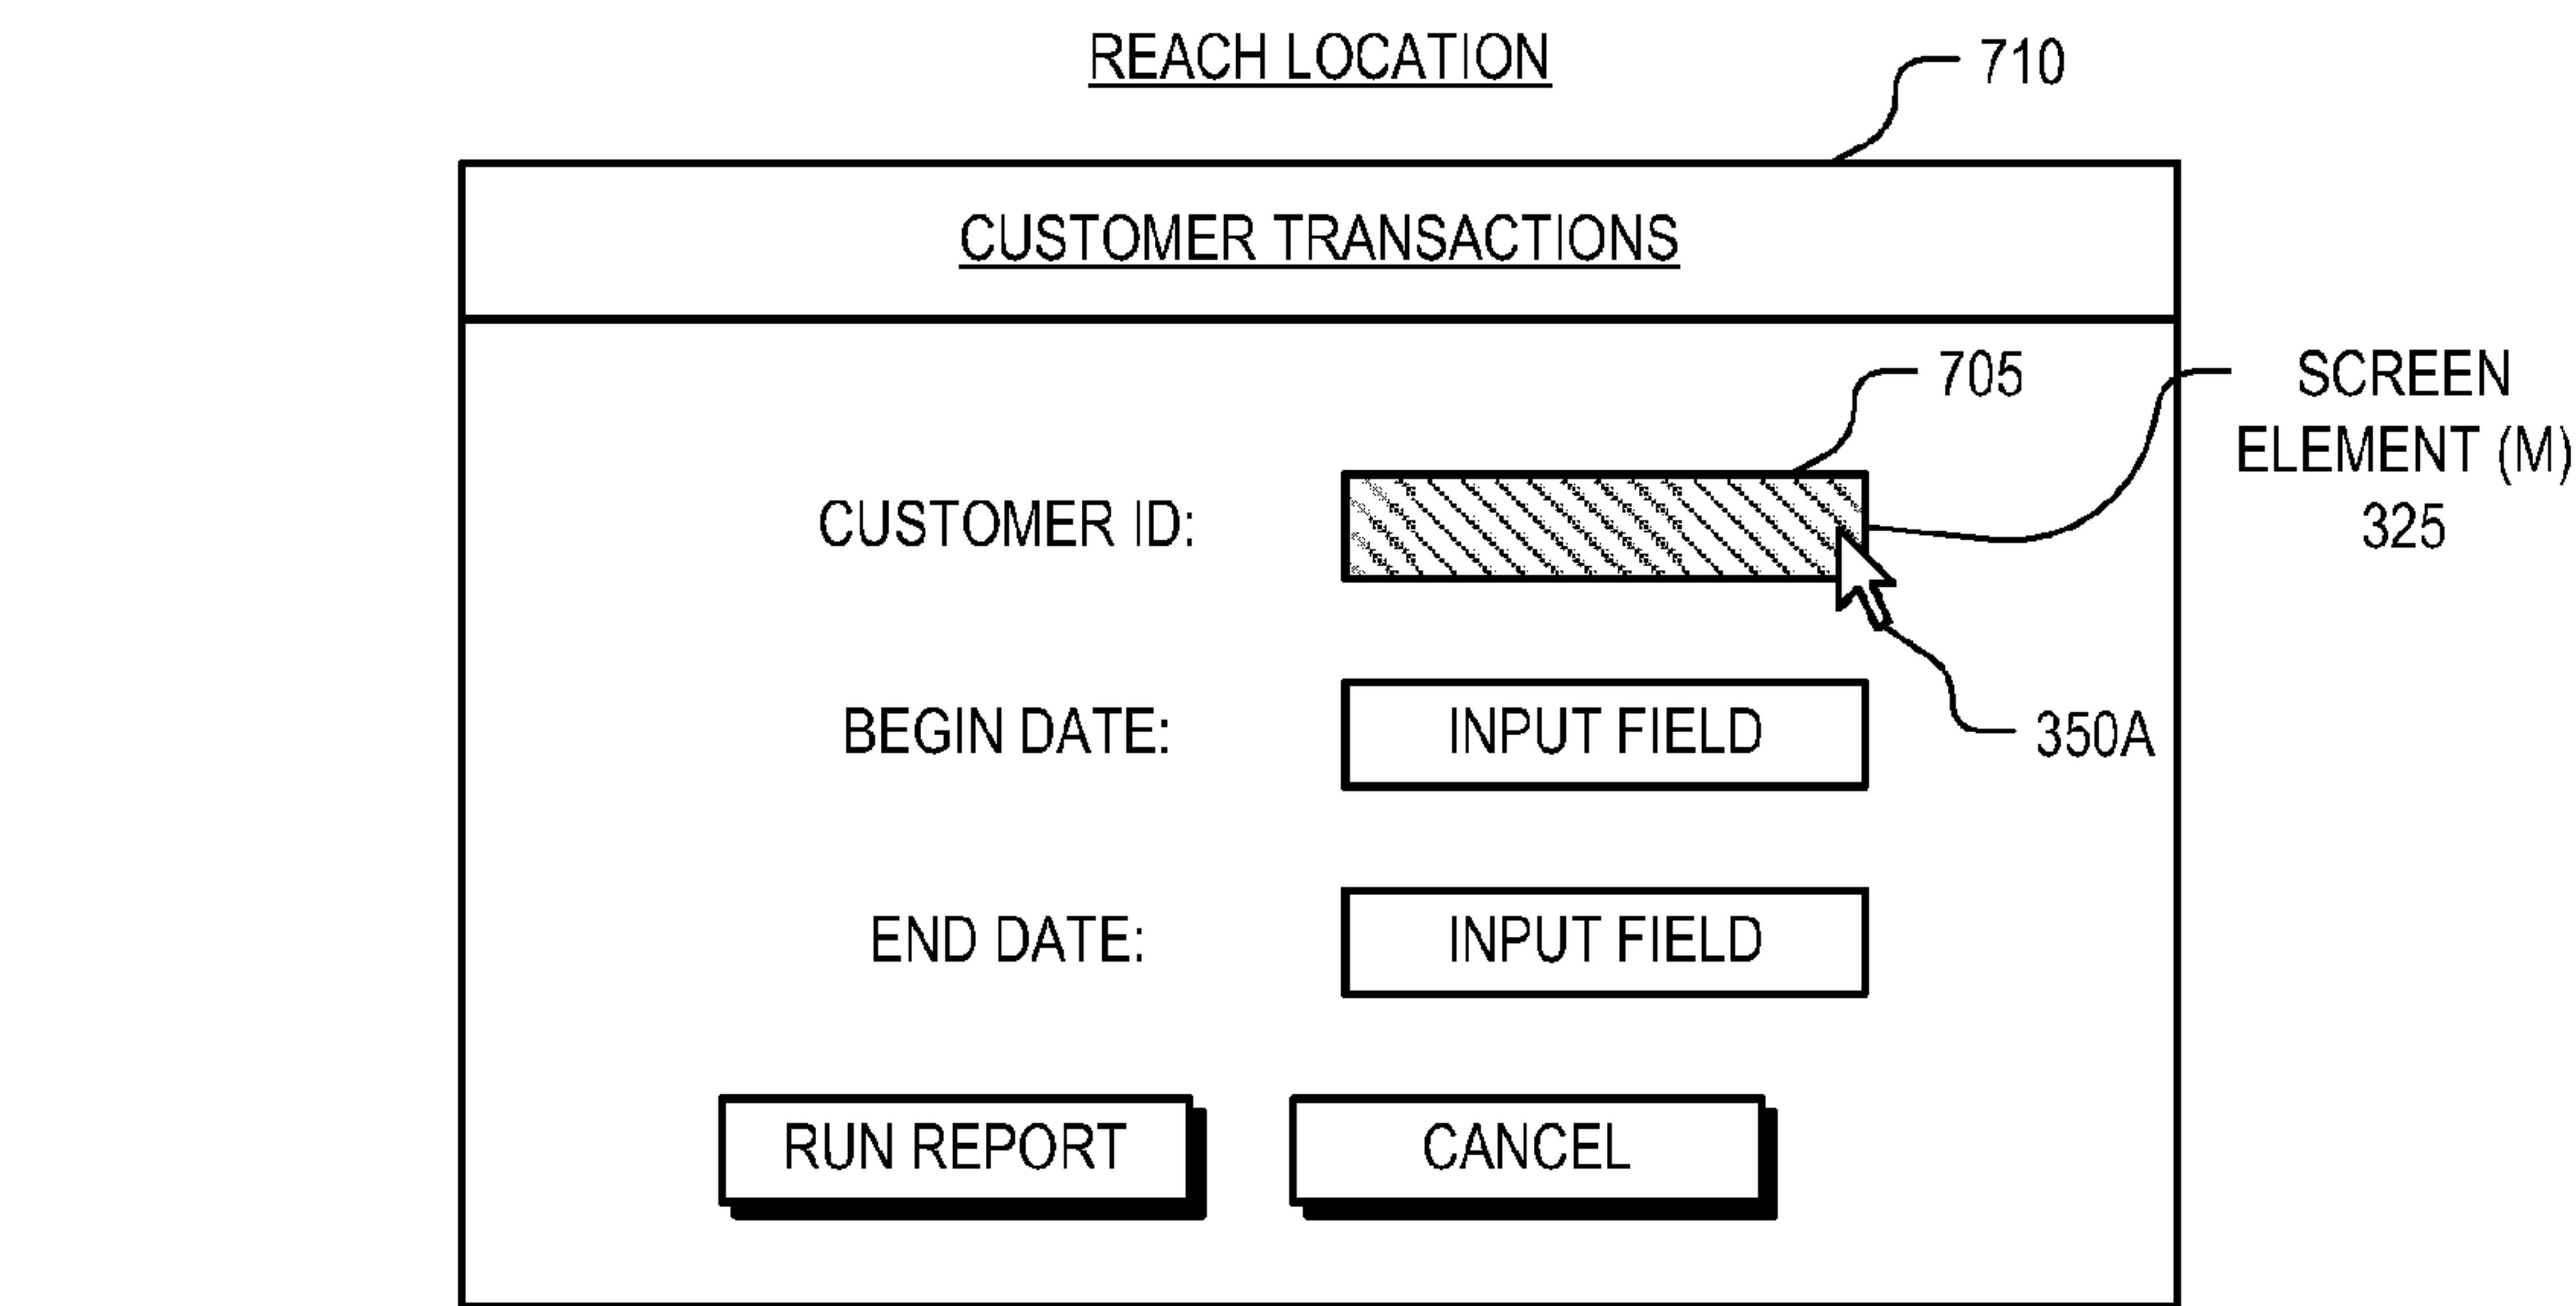 REACH LOCATION
710
CUSTOMER TRANSACTIONS
705
SCREEN
ELEMENT (M)
325
CUSTOMER ID:
350A
BEGIN DATE: INPUT FIELD
END DATE: INPUT FIELD
RUN REPORT CANCEL